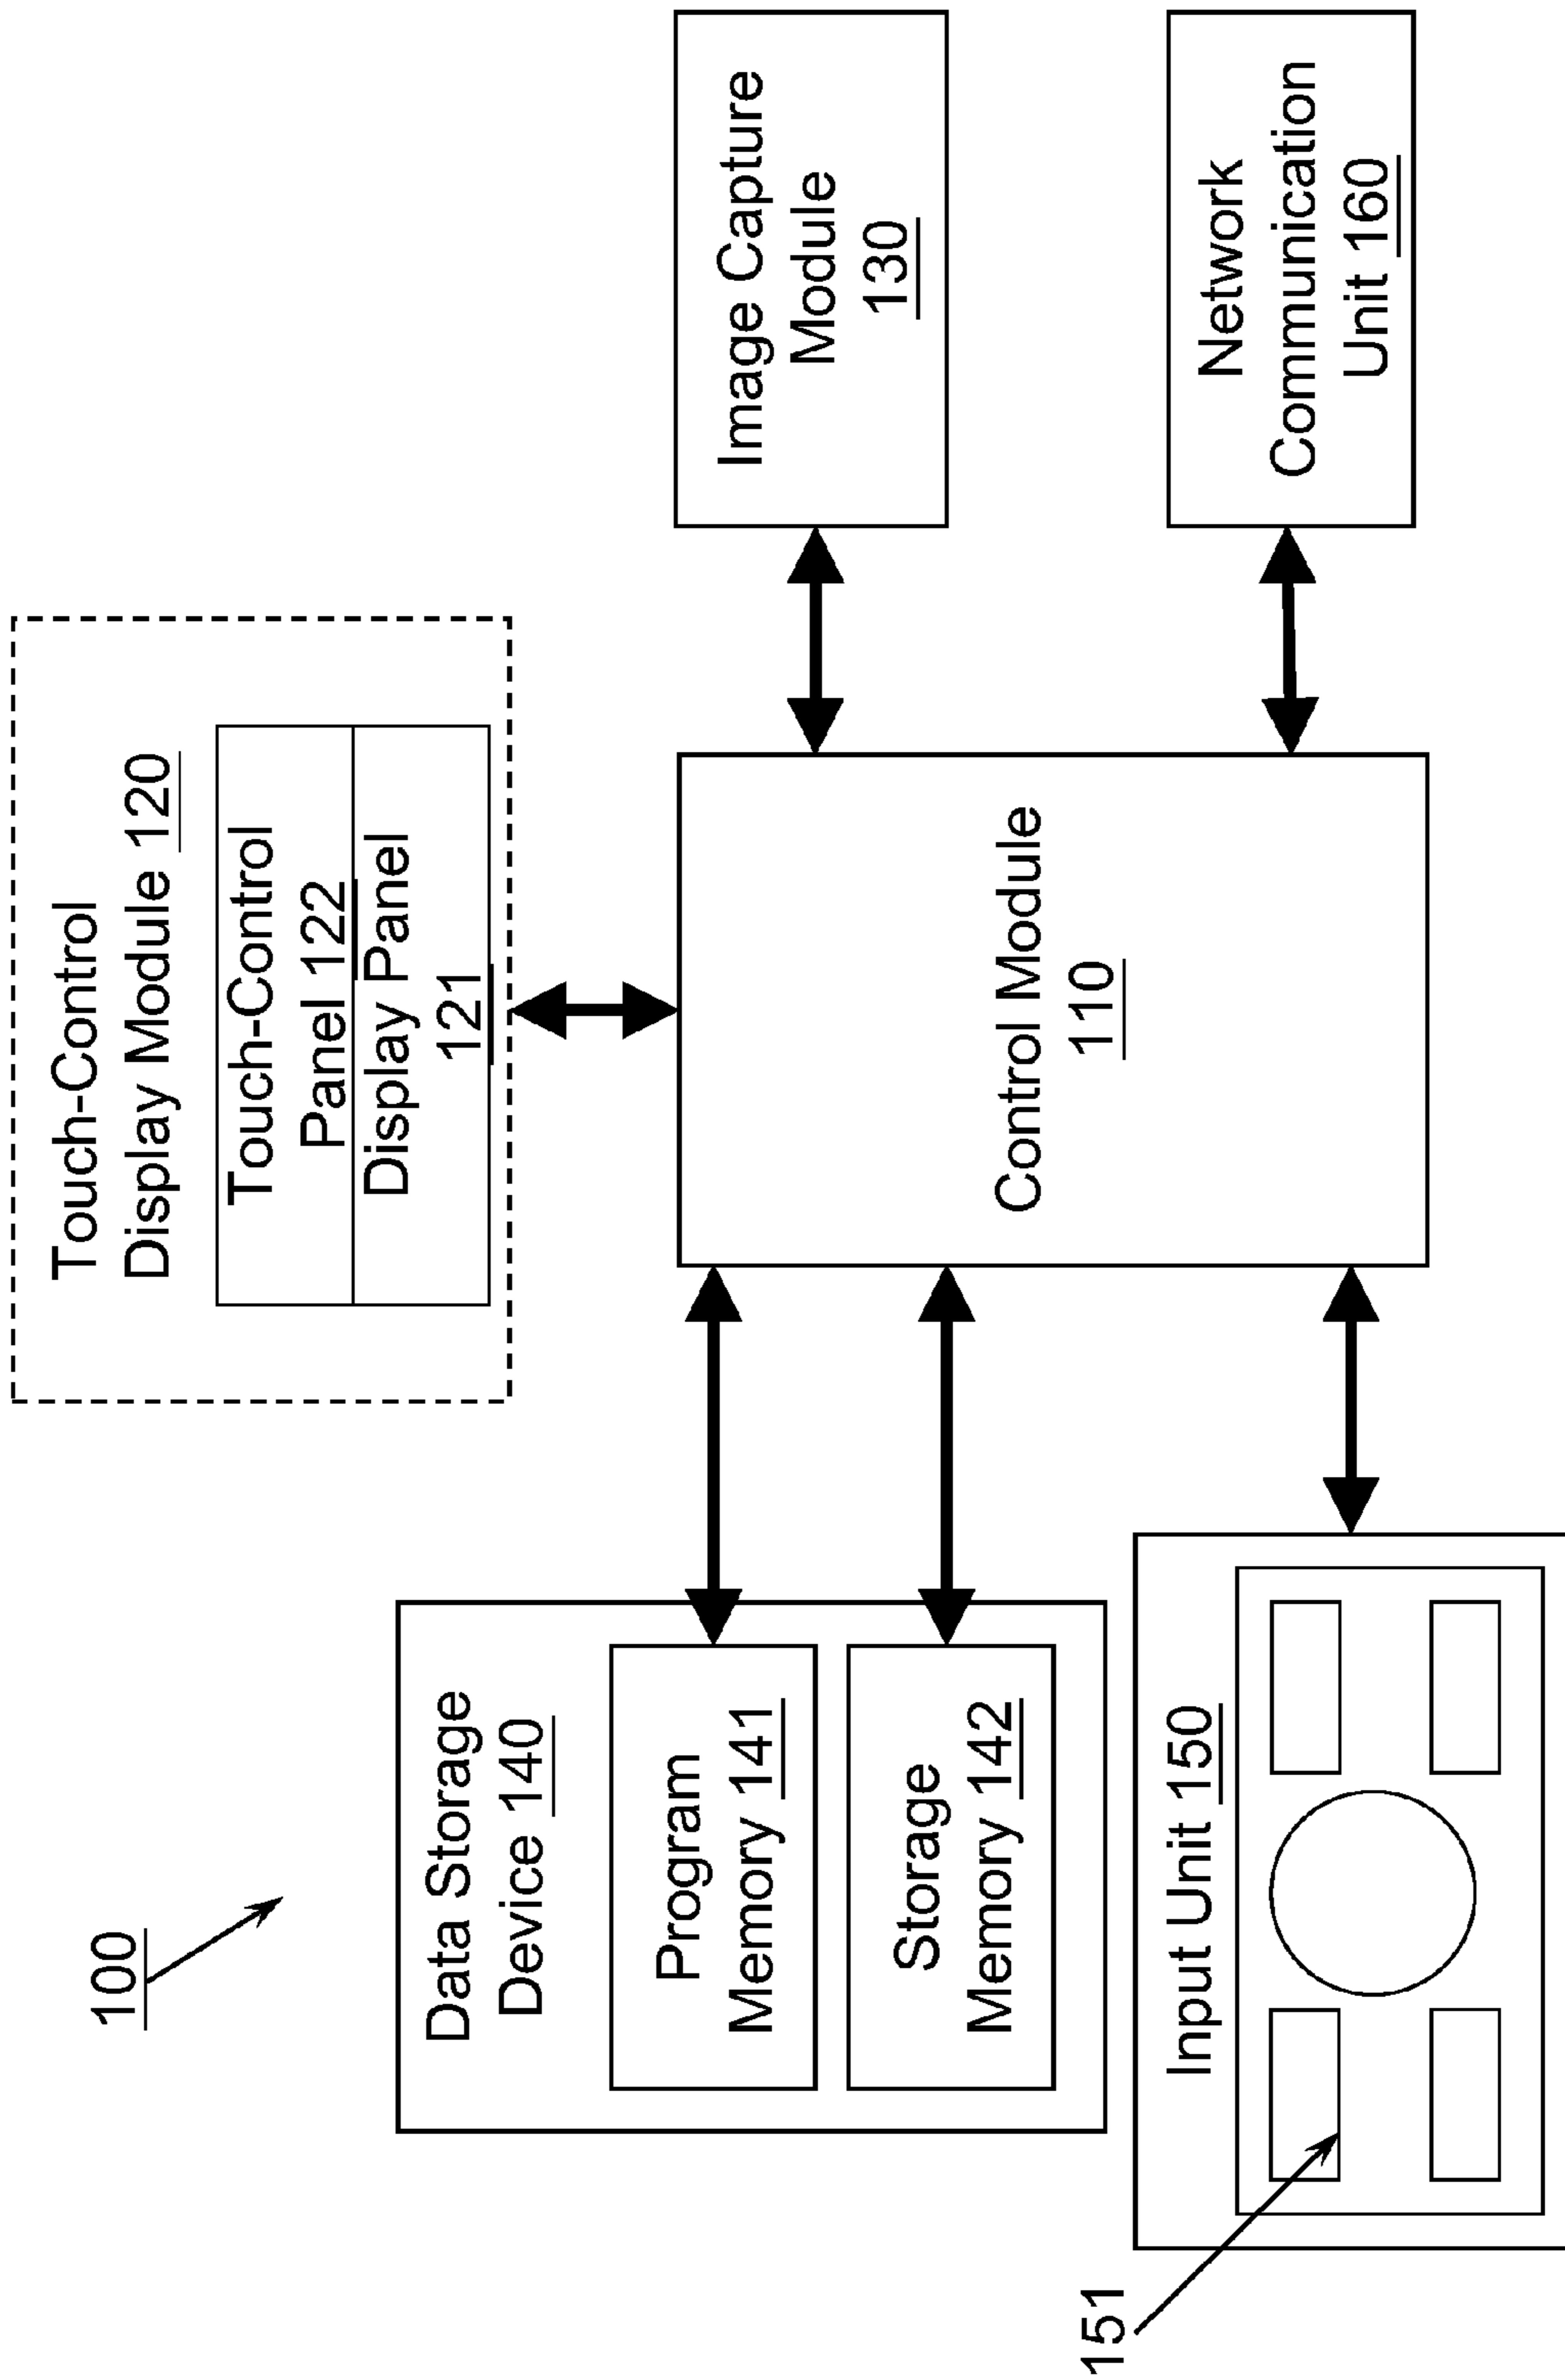 100
Touch-Control
Display Module 120
Touch-Control
Panel 122
Display Panel
121
Data Storage
Device 140
Program
Memory 141
Storage
Memory 142
Control Module
110
Image Capture
Module
130
Input Unit 150
151
Network
Communication
Unit 160